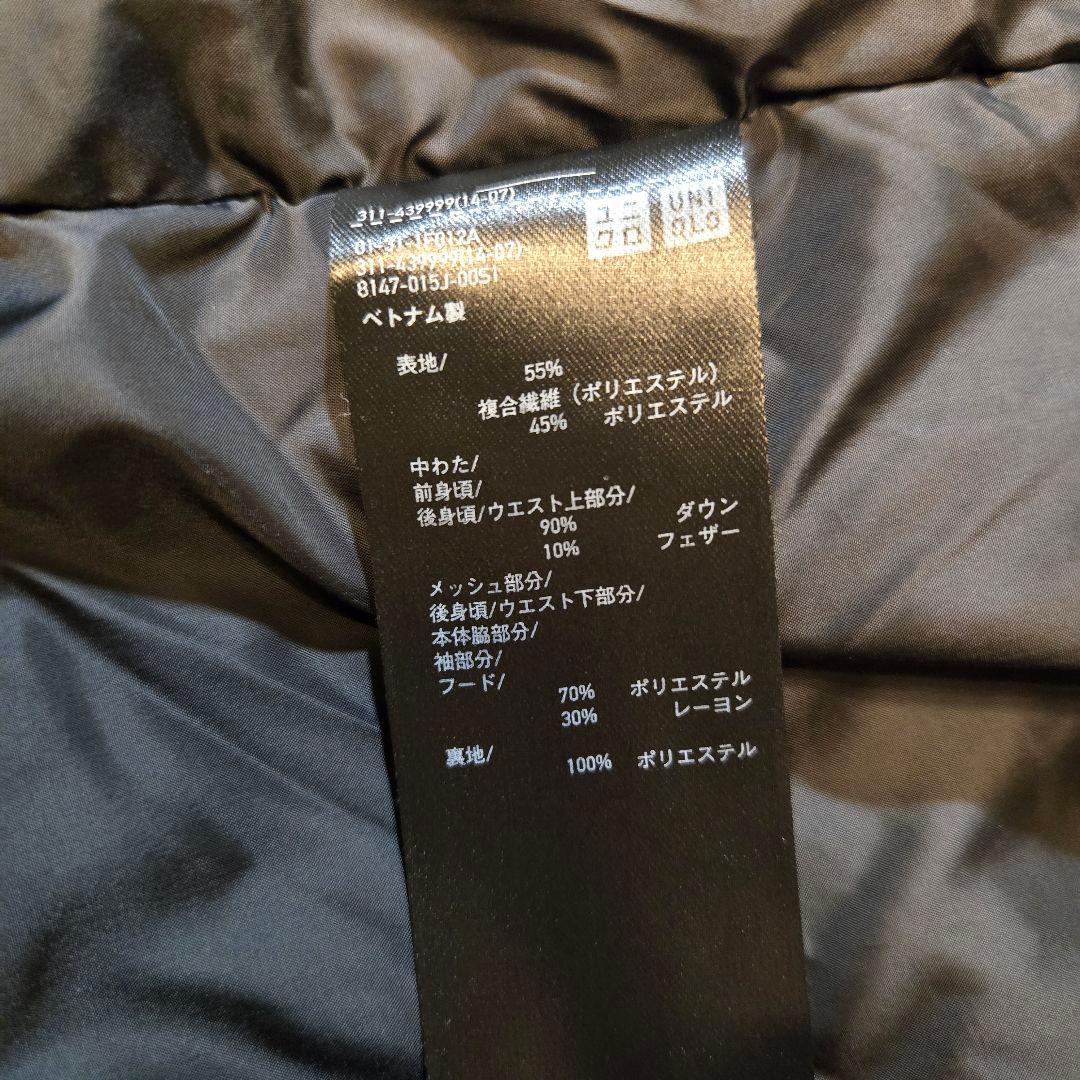 311-439999(14-07)
ユニ UNI
クロ QLO
01-31-1F012A
311-439999(14-07)
8147-015J-00S1
ベトナム製
表地/
55%
複合繊維（ポリエステル）
45% ポリエステル
中わた/
前身頃/
後身頃/ウエスト上部分/
90% ダウン
10% フェザー
メッシュ部分/
後身頃/ウエスト下部分/
本体脇部分/
袖部分/
フード/
70% ポリエステル
30% レーヨン
裏地/
100% ポリエステル